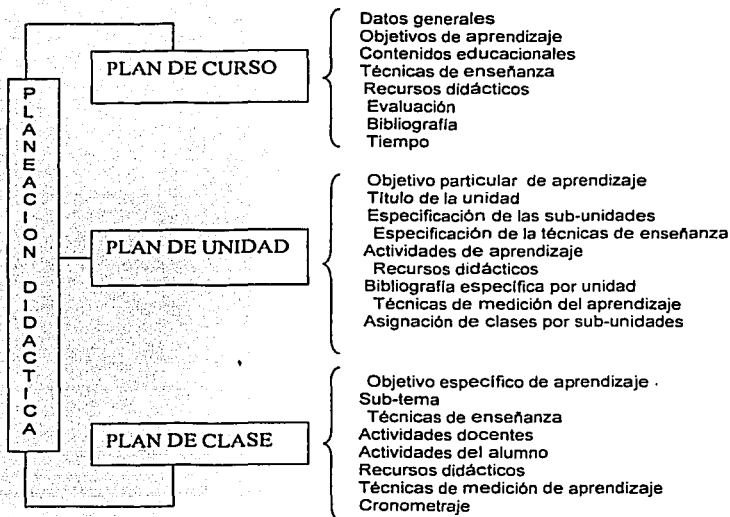 PLANEACION DIDACTICA
PLAN DE CURSO
Datos generales
Objetivos de aprendizaje
Contenidos educacionales
Técnicas de enseñanza
Recursos didácticos
Evaluación
Bibliografía
Tiempo
PLAN DE UNIDAD
Objetivo particular de aprendizaje
Título de la unidad
Especificación de las sub-unidades
Especificación de la técnicas de enseñanza
Actividades de aprendizaje
Recursos didácticos
Bibliografía específica por unidad
Técnicas de medición del aprendizaje
Asignación de clases por sub-unidades
PLAN DE CLASE
Objetivo específico de aprendizaje .
Sub-tema
Técnicas de enseñanza
Actividades docentes
Actividades del alumno
Recursos didácticos
Técnicas de medición de aprendizaje
Cronometraje